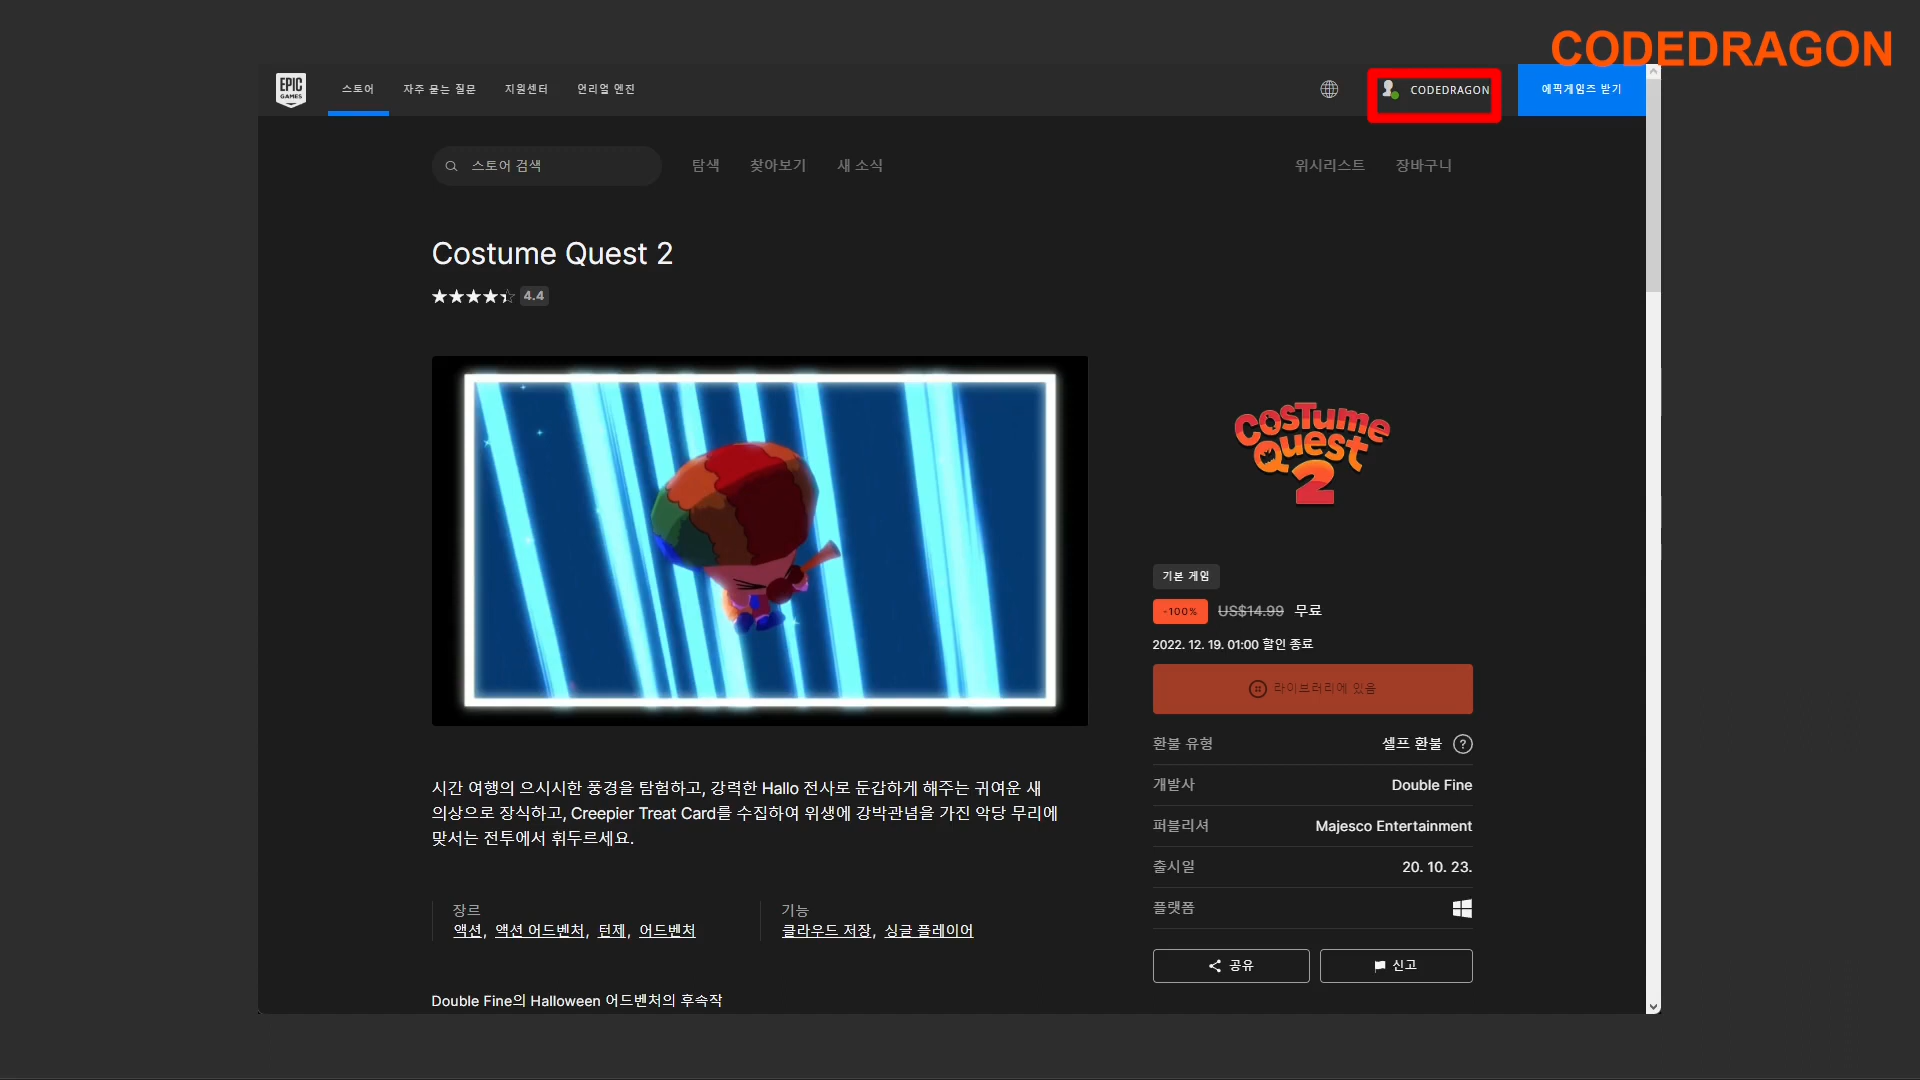 CODEDRAGON
EPIC GAMES
스토어 자주 묻는 질문 지원센터 언리얼 엔진
CODEDRAGON
에픽게임즈 받기
스토어 검색 탐색 찾아보기 새 소식 위시리스트 장바구니
Costume Quest 2
4.4
COSTUME QUEST 2
기본 게임
-100% US$14.99 무료
2022. 12. 19. 01:00 할인 종료
라이브러리에 있음
환불 유형 셀프 환불 ?
개발사 Double Fine
퍼블리셔 Majesco Entertainment
출시일 20. 10. 23.
플랫폼
공유 신고
시간 여행의 으시시한 풍경을 탐험하고, 강력한 Hallo 전사로 둔갑하게 해주는 귀여운 새
의상으로 장식하고, Creepier Treat Card를 수집하여 위생에 강박관념을 가진 악당 무리에
맞서는 전투에서 휘두르세요.
장르
액션, 액션 어드벤처, 턴제, 어드벤처
기능
클라우드 저장, 싱글 플레이어
Double Fine의 Halloween 어드벤처의 후속작